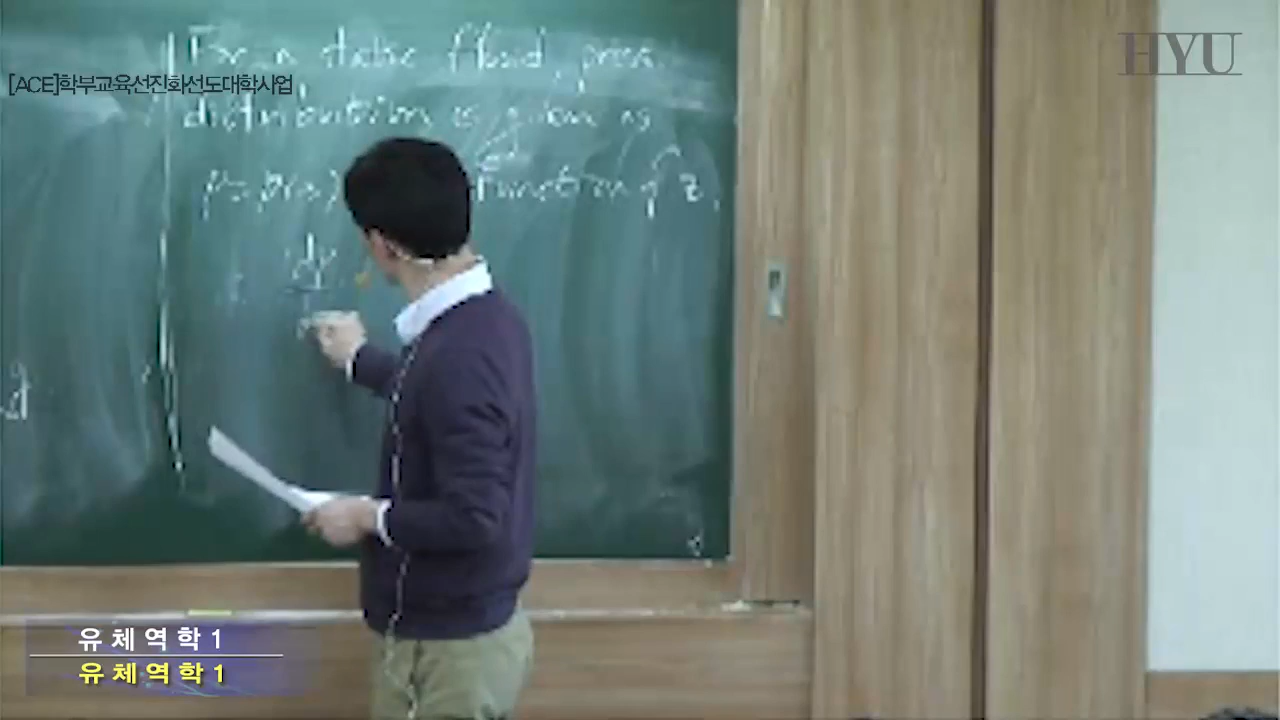 HYU
[ACE]학부교육선진화선도대학사업
For a static fluid, press.
distribution is given as
function of z,
dp
유체역학 1
유체역학 1